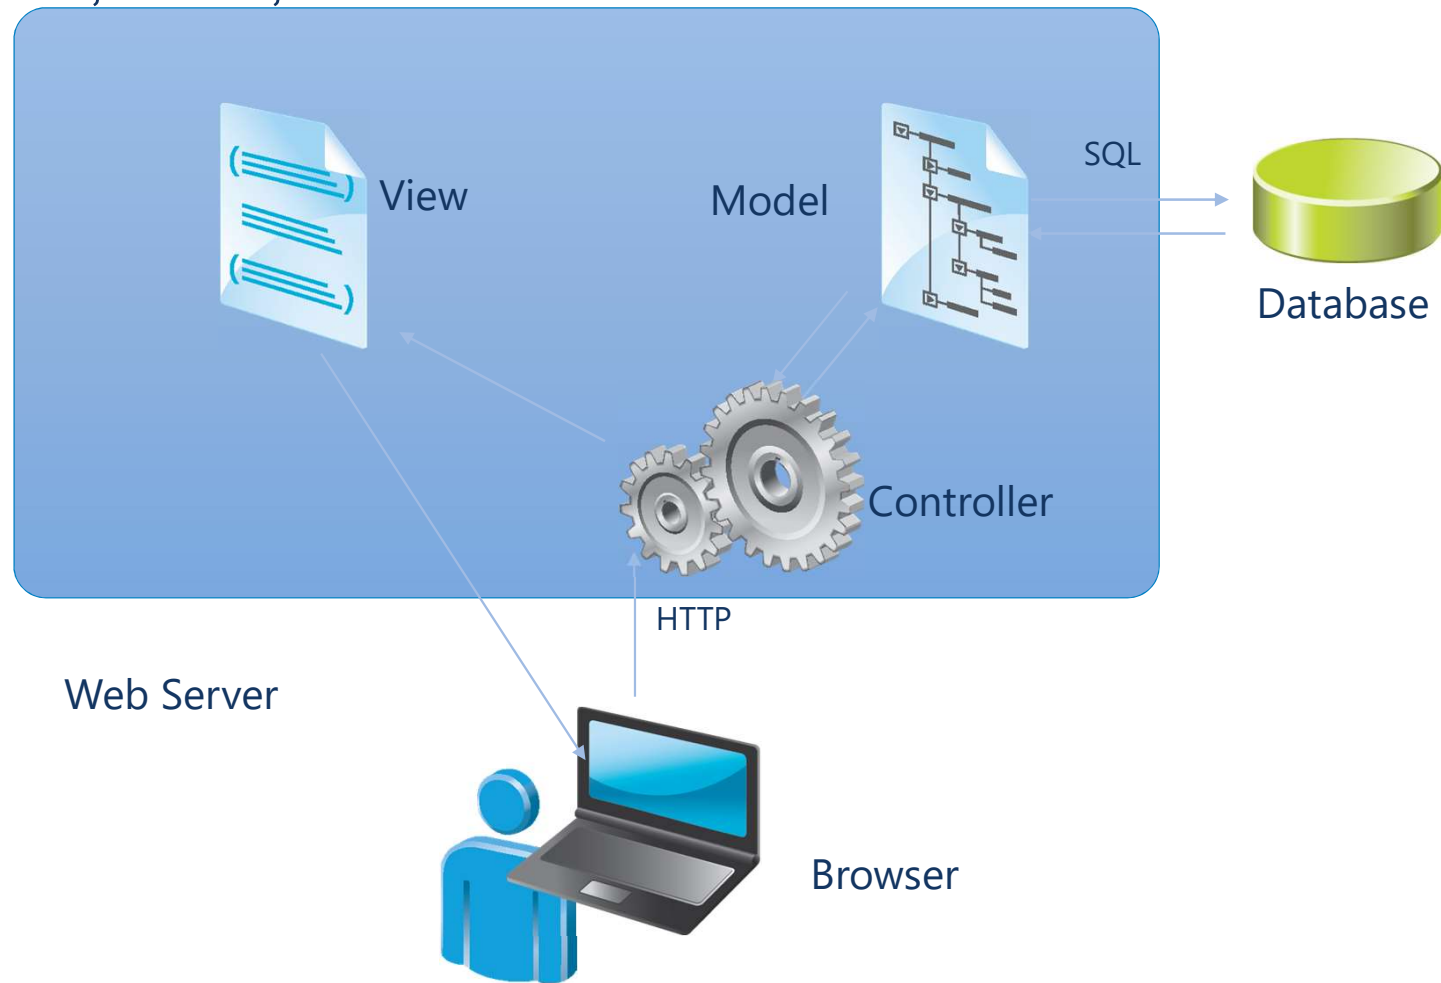 SQL
View
Model
Database
Controller
HTTP
Web Server
Browser